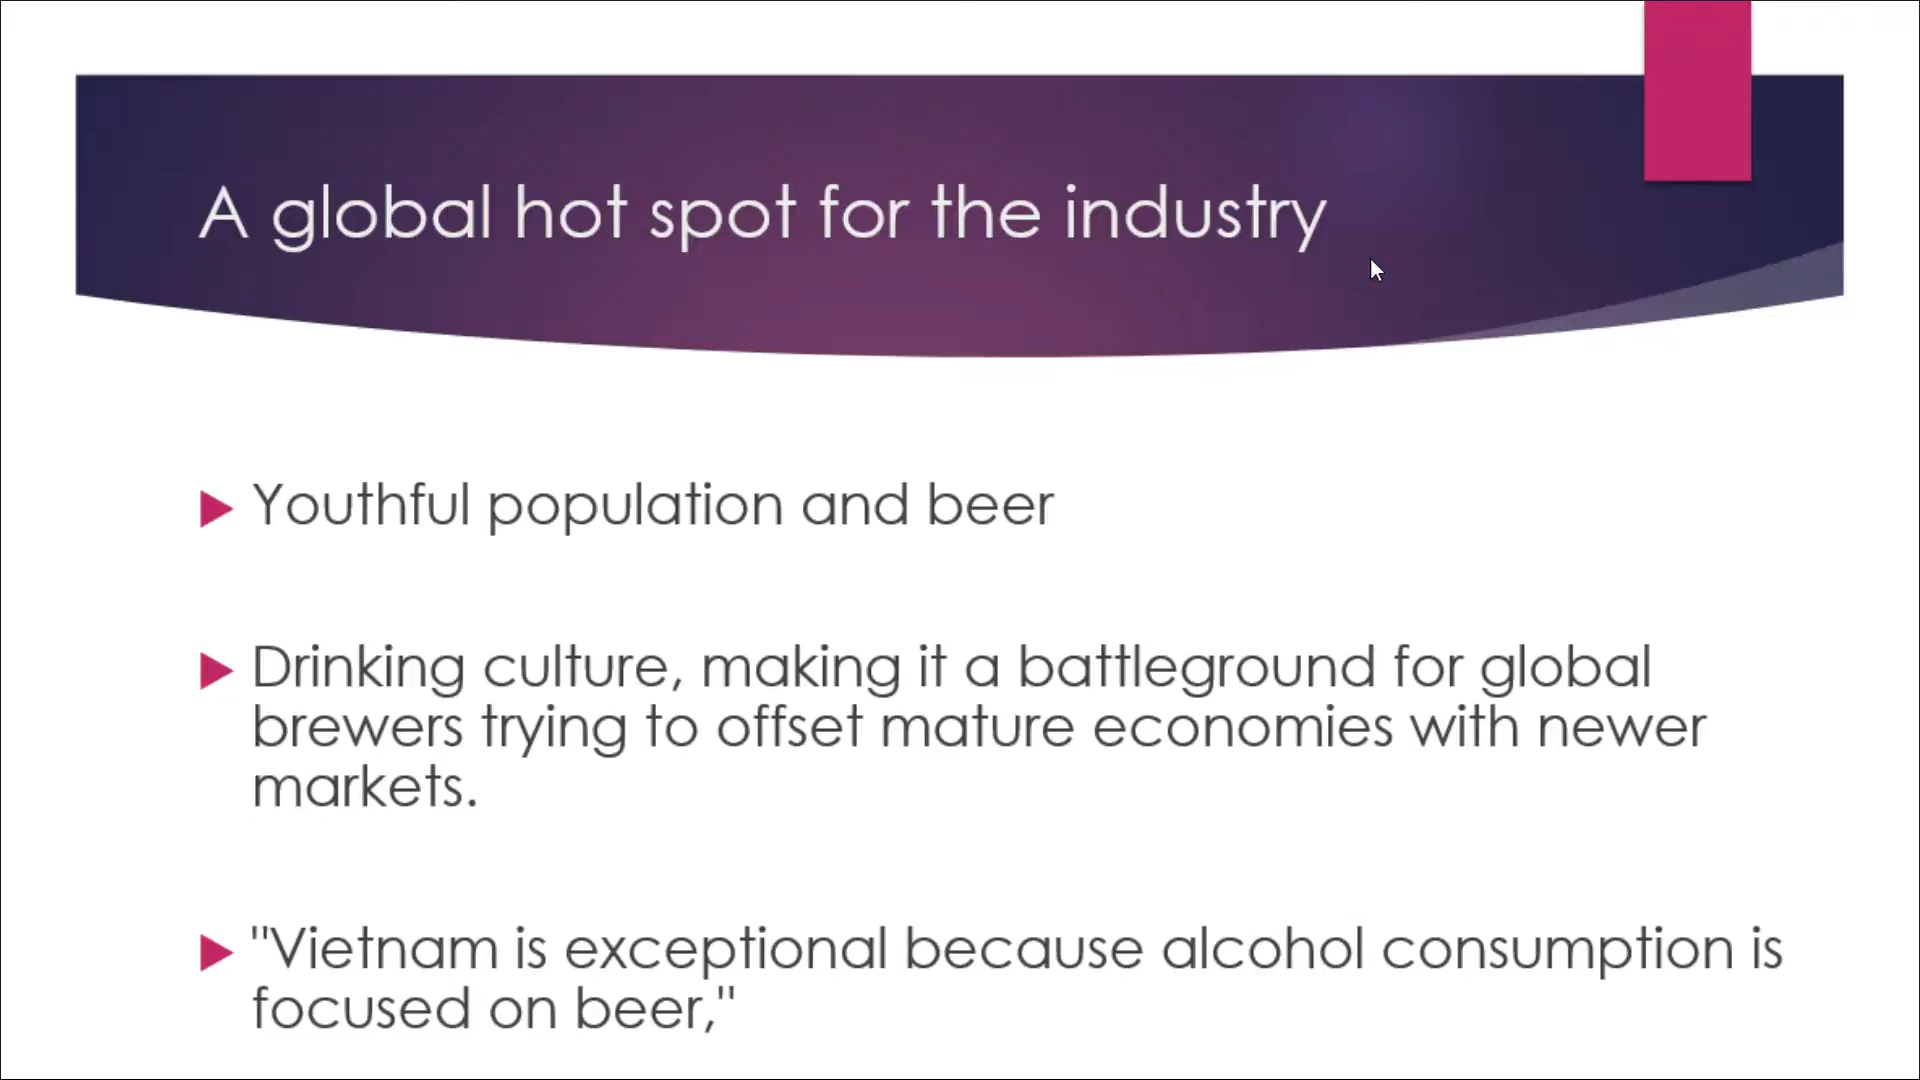 A global hot spot for the industry
Youthful population and beer
Drinking culture, making it a battleground for global
brewers trying to offset mature economies with newer
markets.
"Vietnam is exceptional because alcohol consumption is
focused on beer,"